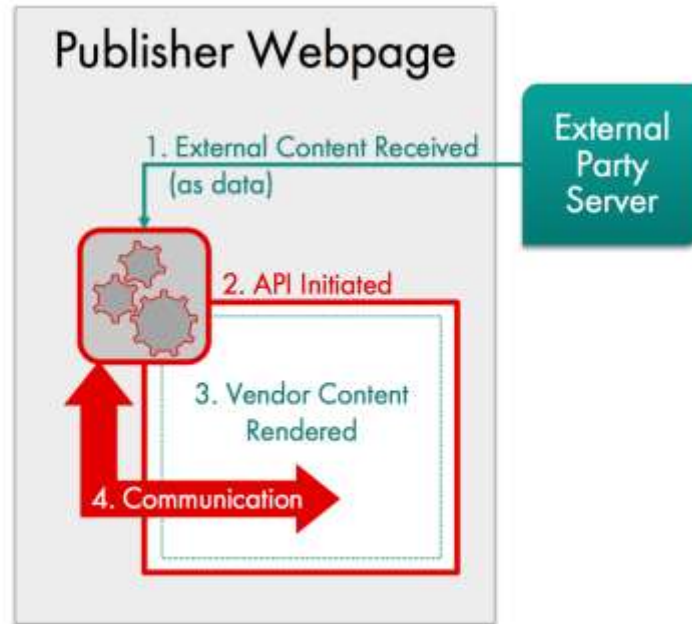 Publisher Webpage
1. External Content Received
(as data)
External
Party
Server
2. API Initiated
3. Vendor Content
Rendered
4. Communication